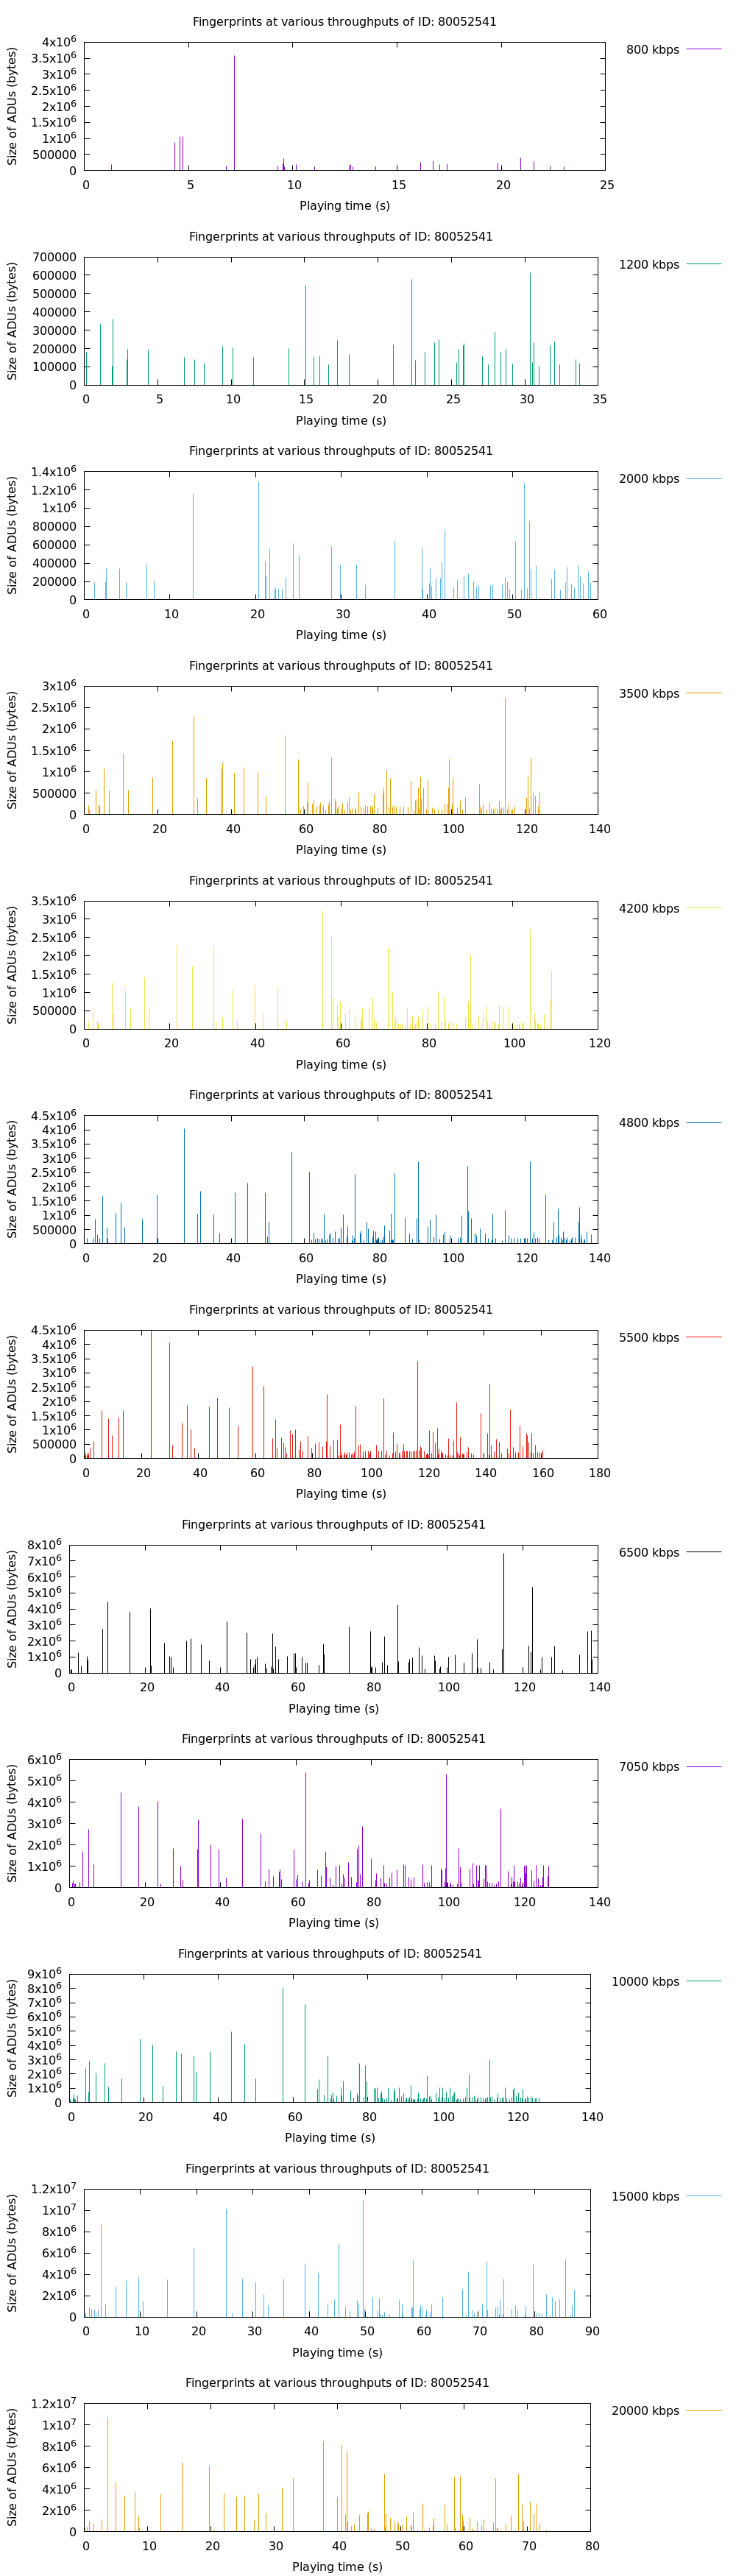 Fingerprints at various throughputs of ID: 80052541
4x10^6
3.5x10^6
3x10^6
2.5x10^6
2x10^6
1.5x10^6
1x10^6
500000
0
Size of ADUs (bytes)
800 kbps
0 5 10 15 20 25
Playing time (s)
Fingerprints at various throughputs of ID: 80052541
700000
600000
500000
400000
300000
200000
100000
0
Size of ADUs (bytes)
1200 kbps
0 5 10 15 20 25 30 35
Playing time (s)
Fingerprints at various throughputs of ID: 80052541
1.4x10^6
1.2x10^6
1x10^6
800000
600000
400000
200000
0
Size of ADUs (bytes)
2000 kbps
0 10 20 30 40 50 60
Playing time (s)
Fingerprints at various throughputs of ID: 80052541
3x10^6
2.5x10^6
2x10^6
1.5x10^6
1x10^6
500000
0
Size of ADUs (bytes)
3500 kbps
0 20 40 60 80 100 120 140
Playing time (s)
Fingerprints at various throughputs of ID: 80052541
3.5x10^6
3x10^6
2.5x10^6
2x10^6
1.5x10^6
1x10^6
500000
0
Size of ADUs (bytes)
4200 kbps
0 20 40 60 80 100 120
Playing time (s)
Fingerprints at various throughputs of ID: 80052541
4.5x10^6
4x10^6
3.5x10^6
3x10^6
2.5x10^6
2x10^6
1.5x10^6
1x10^6
500000
0
Size of ADUs (bytes)
4800 kbps
0 20 40 60 80 100 120 140
Playing time (s)
Fingerprints at various throughputs of ID: 80052541
4.5x10^6
4x10^6
3.5x10^6
3x10^6
2.5x10^6
2x10^6
1.5x10^6
1x10^6
500000
0
Size of ADUs (bytes)
5500 kbps
0 20 40 60 80 100 120 140 160 180
Playing time (s)
Fingerprints at various throughputs of ID: 80052541
8x10^6
7x10^6
6x10^6
5x10^6
4x10^6
3x10^6
2x10^6
1x10^6
0
Size of ADUs (bytes)
6500 kbps
0 20 40 60 80 100 120 140
Playing time (s)
Fingerprints at various throughputs of ID: 80052541
6x10^6
5x10^6
4x10^6
3x10^6
2x10^6
1x10^6
0
Size of ADUs (bytes)
7050 kbps
0 20 40 60 80 100 120 140
Playing time (s)
Fingerprints at various throughputs of ID: 80052541
9x10^6
8x10^6
7x10^6
6x10^6
5x10^6
4x10^6
3x10^6
2x10^6
1x10^6
0
Size of ADUs (bytes)
10000 kbps
0 20 40 60 80 100 120 140
Playing time (s)
Fingerprints at various throughputs of ID: 80052541
1.2x10^7
1x10^7
8x10^6
6x10^6
4x10^6
2x10^6
0
Size of ADUs (bytes)
15000 kbps
0 10 20 30 40 50 60 70 80 90
Playing time (s)
Fingerprints at various throughputs of ID: 80052541
1.2x10^7
1x10^7
8x10^6
6x10^6
4x10^6
2x10^6
0
Size of ADUs (bytes)
20000 kbps
0 10 20 30 40 50 60 70 80
Playing time (s)